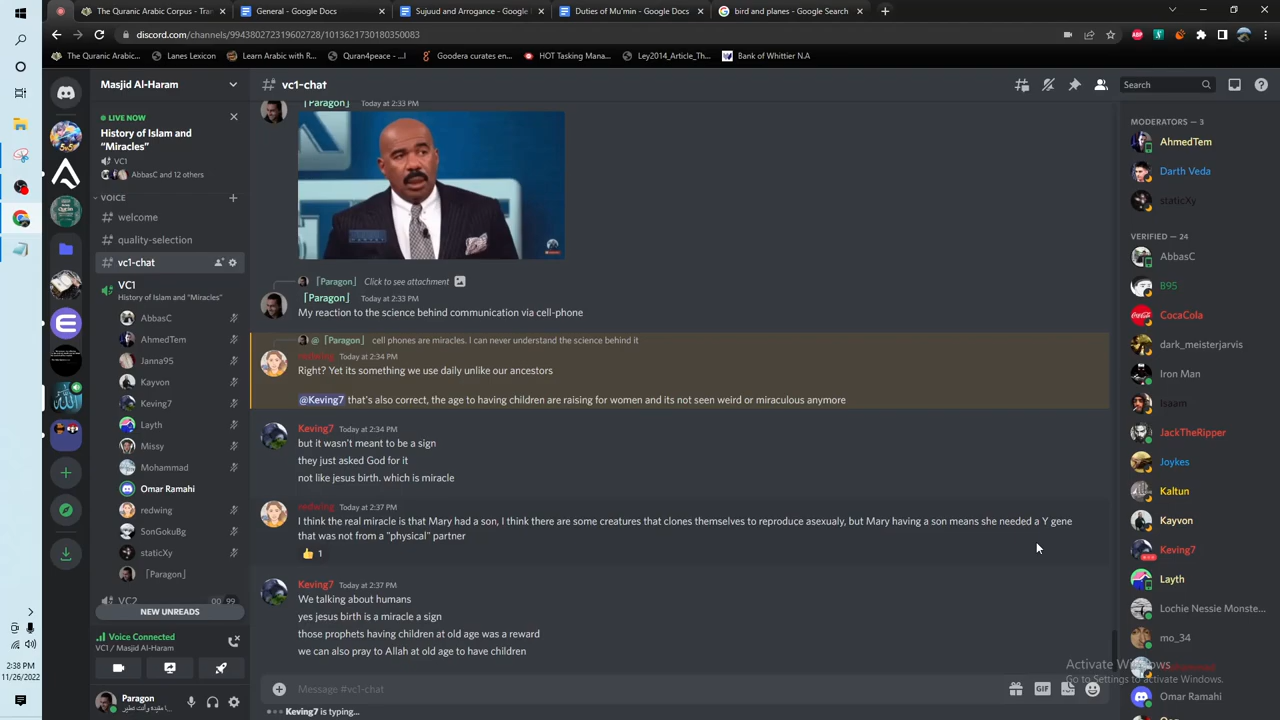 The Quranic Arabic Corpus - Tra
General - Google Docs
Sujuud and Arrogance - Google
Duties of Mu'min - Google Docs
bird and planes - Google Search
discord.com/channels/994380272319602728/1013621730180350083
The Quranic Arabic...
Lanes Lexicon
Learn Arabic with R...
Quran4peace - ...l
Goodera curates en...
HOT Tasking Mana...
Ley2014_Article_Th...
Bank of Whittier N.A
Masjid Al-Haram
vc1-chat
Search
LIVE NOW
History of Islam and
"Miracles"
VC1
AbbasC and 12 others
VOICE
welcome
quality-selection
vc1-chat
VC1
History of Islam and "Miracles"
AbbasC
AhmedTem
Janna95
Kayvon
Keving7
Layth
Missy
Mohammad
Omar Ramahi
redwing
SonGokuBg
staticXy
「Paragon」
VC2
00 99
NEW UNREADS
Voice Connected
VC1 / Masjid Al-Haram
Paragon
「Paragon」 Today at 2:33 PM
「Paragon」 Click to see attachment
「Paragon」 Today at 2:33 PM
My reaction to the science behind communication via cell-phone
@「Paragon」 cell phones are miracles. I can never understand the science behind it
redwing Today at 2:34 PM
Right? Yet its something we use daily unlike our ancestors
@Keving7 that's also correct, the age to having children are raising for women and its not seen weird or miraculous anymore
Keving7 Today at 2:34 PM
but it wasn't meant to be a sign
they just asked God for it
not like jesus birth. which is miracle
redwing Today at 2:37 PM
I think the real miracle is that Mary had a son, I think there are some creatures that clones themselves to reproduce asexualy, but Mary having a son means she needed a Y gene
that was not from a "physical" partner
1
Keving7 Today at 2:37 PM
We talking about humans
yes jesus birth is a miracle a sign
those prophets having children at old age was a reward
we can also pray to Allah at old age to have children
Message #vc1-chat
GIF
Keving7 is typing...
MODERATORS — 3
AhmedTem
Darth Veda
staticXy
VERIFIED — 24
AbbasC
B95
CocaCola
dark_meisterjarvis
Iron Man
Isaam
JackTheRipper
Joykes
Kaltun
Kayvon
Keving7
Layth
Lochie Nessie Monste...
mo_34
Omar Ramahi
Activate Windows
Go to Settings to activate Windows.
2:38 PM
11/26/2022